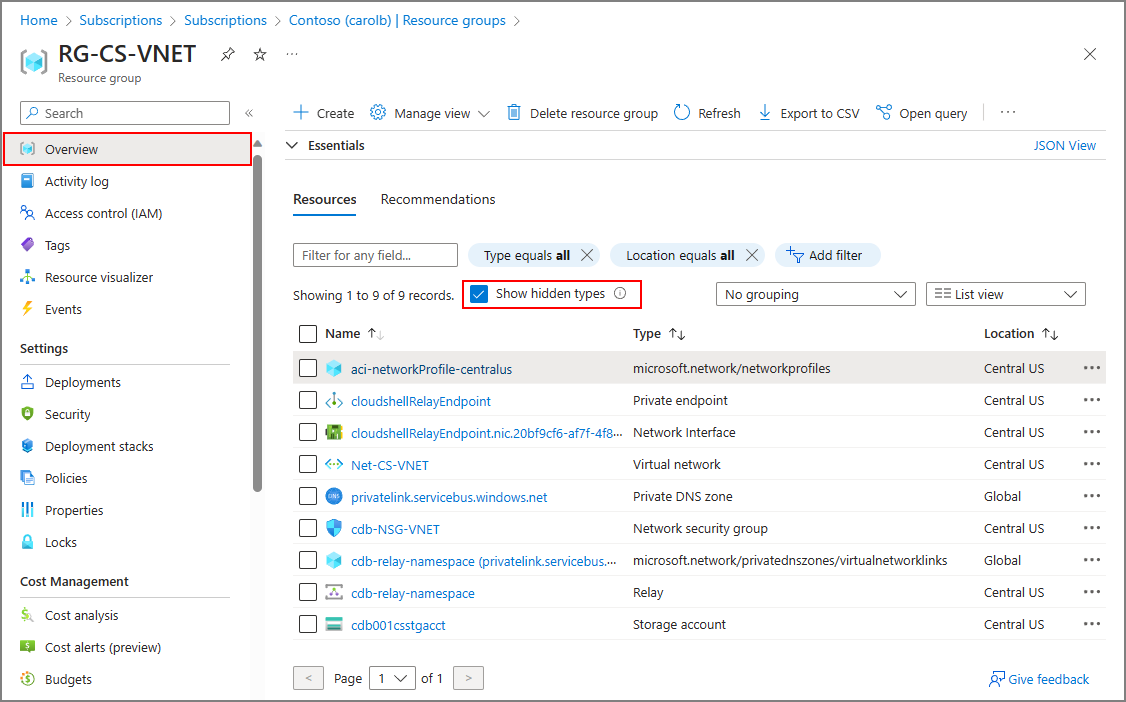 Home > Subscriptions > Subscriptions > Contoso (carolb) | Resource groups >
RG-CS-VNET
Resource group
Search
Overview
Activity log
Access control (IAM)
Tags
Resource visualizer
Events
Settings
Deployments
Security
Deployment stacks
Policies
Properties
Locks
Cost Management
Cost analysis
Cost alerts (preview)
Budgets
Create Manage view Delete resource group Refresh Export to CSV Open query
Essentials JSON View
Resources Recommendations
Filter for any field... Type equals all Location equals all Add filter
Showing 1 to 9 of 9 records. Show hidden types No grouping List view
Name Type Location
aci-networkProfile-centralus microsoft.network/networkprofiles Central US
cloudshellRelayEndpoint Private endpoint Central US
cloudshellRelayEndpoint.nic.20bf9cf6-af7f-4f8... Network Interface Central US
Net-CS-VNET Virtual network Central US
privatelink.servicebus.windows.net Private DNS zone Global
cdb-NSG-VNET Network security group Central US
cdb-relay-namespace (privatelink.servicebus.... microsoft.network/privatednszones/virtualnetworklinks Global
cdb-relay-namespace Relay Central US
cdb001csstgacct Storage account Central US
< Page 1 of 1 >
Give feedback